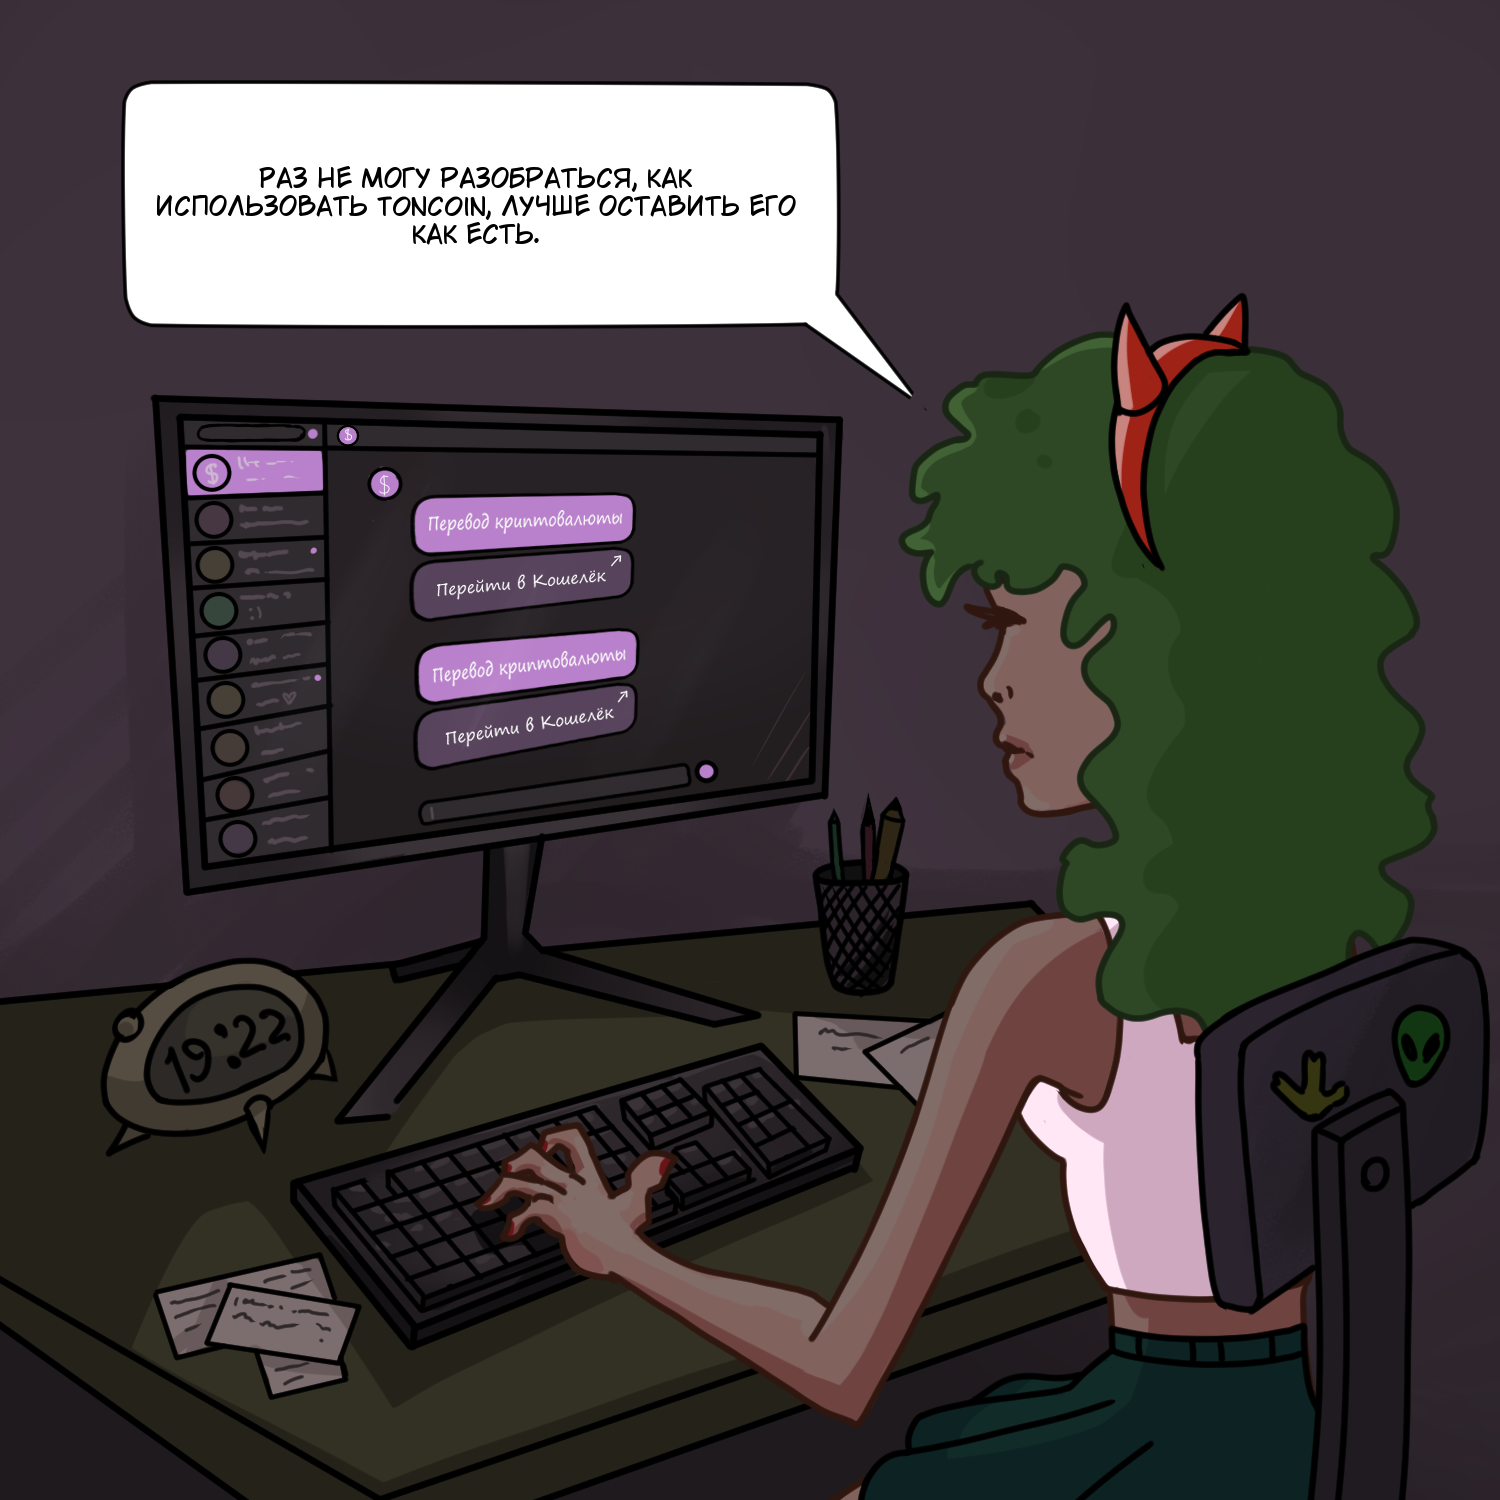 РАЗ НЕ МОГУ РАЗОБРАТЬСЯ, КАК
ИСПОЛЬЗОВАТЬ TONCOIN, ЛУЧШЕ ОСТАВИТЬ ЕГО
КАК ЕСТЬ.
$
$
$
Перевод криптовалюты
Перейти в Кошелёк
:)
Перевод криптовалюты
Перейти в Кошелёк
19:22